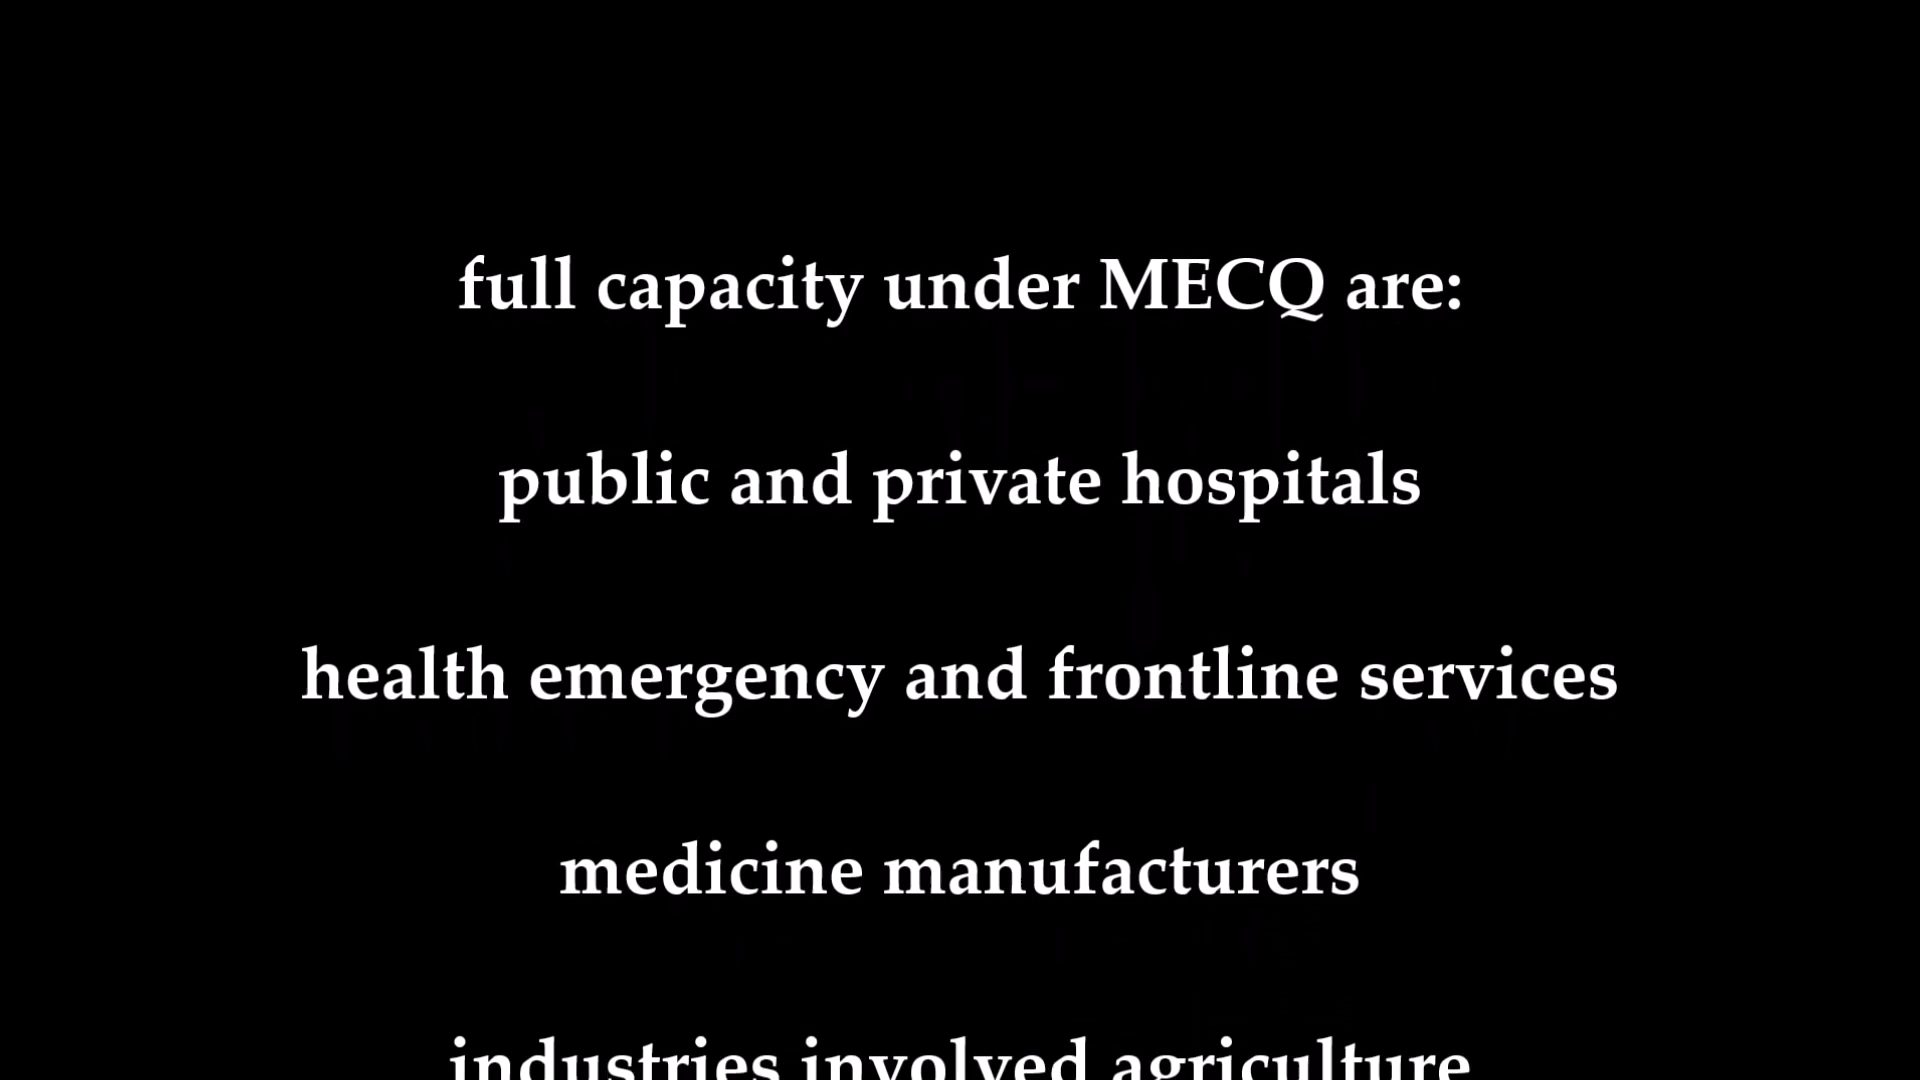 full capacity under MECQ are:
public and private hospitals
health emergency and frontline services
medicine manufacturers
industries involved agriculture